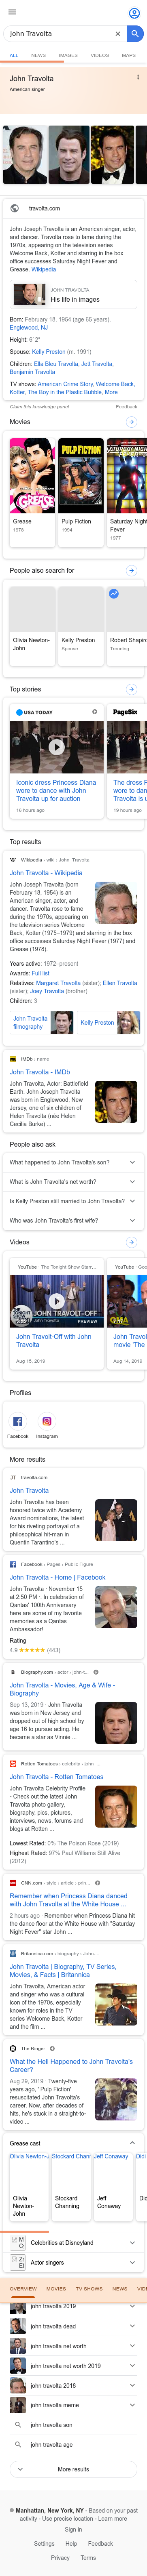 John Travolta
ALL NEWS IMAGES VIDEOS MAPS
John Travolta
American singer
travolta.com
John Joseph Travolta is an American singer, actor,
and dancer. Travolta rose to fame during the
1970s, appearing on the television series
Welcome Back, Kotter and starring in the box
office successes Saturday Night Fever and
Grease. Wikipedia
JOHN TRAVOLTA
His life in images
Born: February 18, 1954 (age 65 years),
Englewood, NJ
Height: 6′ 2″
Spouse: Kelly Preston (m. 1991)
Children: Ella Bleu Travolta, Jett Travolta,
Benjamin Travolta
TV shows: American Crime Story, Welcome Back,
Kotter, The Boy in the Plastic Bubble, More
Claim this knowledge panel Feedback
Movies
GREASE
PULP FICTION
Grease
1978
Pulp Fiction
1994
Saturday Night
Fever
1977
People also search for
Olivia Newton-
John
Kelly Preston
Spouse
Robert Shapiro
Trending
Top stories
USA TODAY
Iconic dress Princess Diana
wore to dance with John
Travolta up for auction
16 hours ago
PageSix
The dress P
wore to dan
Travolta is u
19 hours ago
Top results
Wikipedia › wiki › John_Travolta
John Travolta - Wikipedia
John Joseph Travolta (born
February 18, 1954) is an
American singer, actor, and
dancer. Travolta rose to fame
during the 1970s, appearing on
the television series Welcome
Back, Kotter (1975–1979) and starring in the box
office successes Saturday Night Fever (1977) and
Grease (1978).
Years active: 1972–present
Awards: Full list
Relatives: Margaret Travolta (sister); Ellen Travolta
(sister); Joey Travolta (brother)
Children: 3
John Travolta
filmography
Kelly Preston
IMDb › name
John Travolta - IMDb
John Travolta, Actor: Battlefield
Earth. John Joseph Travolta
was born in Englewood, New
Jersey, one of six children of
Helen Travolta (née Helen
Cecilia Burke) ...
People also ask
What happened to John Travolta's son?
What is John Travolta's net worth?
Is Kelly Preston still married to John Travolta?
Who was John Travolta's first wife?
Videos
YouTube › The Tonight Show Starr...
JOHN TRAVOLT-OFF
PREVIEW
John Travolt-Off with John
Travolta
Aug 15, 2019
YouTube
GMA
John Travol
movie 'The
Aug 14, 2019
Profiles
Facebook
Instagram
More results
JT travolta.com
John Travolta
John Travolta has been
honored twice with Academy
Award nominations, the latest
for his riveting portrayal of a
philosophical hit-man in
Quentin Tarantino's ...
Facebook › Pages › Public Figure
John Travolta - Home | Facebook
John Travolta · November 15
at 2:50 PM · . In celebration of
Qantas' 100th Anniversary
here are some of my favorite
memories as a Qantas
Ambassador!
Rating
4.9 ★★★★★ (443)
Biography.com › actor › john-t...
John Travolta - Movies, Age & Wife -
Biography
Sep 13, 2019 · John Travolta
was born in New Jersey and
dropped out of high school at
age 16 to pursue acting. He
became a star as Vinnie ...
Rotten Tomatoes › celebrity › john_...
John Travolta - Rotten Tomatoes
John Travolta Celebrity Profile
- Check out the latest John
Travolta photo gallery,
biography, pics, pictures,
interviews, news, forums and
blogs at Rotten ...
Lowest Rated: 0% The Poison Rose (2019)
Highest Rated: 97% Paul Williams Still Alive
(2012)
CNN.com › style › article › prin...
Remember when Princess Diana danced
with John Travolta at the White House ...
2 hours ago · Remember when Princess Diana hit
the dance floor at the White House with "Saturday
Night Fever" star John ...
Britannica.com › biography › John-...
John Travolta | Biography, TV Series,
Movies, & Facts | Britannica
John Travolta, American actor
and singer who was a cultural
icon of the 1970s, especially
known for roles in the TV
series Welcome Back, Kotter
and the film ...
The Ringer
What the Hell Happened to John Travolta's
Career?
Aug 29, 2019 · Twenty-five
years ago, ' Pulp Fiction'
resuscitated John Travolta's
career. Now, after decades of
hits, he's stuck in a straight-to-
video ...
Grease cast
Olivia Newton-J
Olivia
Newton-
John
Stockard Chann
Stockard
Channing
Jeff Conaway
Jeff
Conaway
Didi
Celebrities at Disneyland
Actor singers
OVERVIEW MOVIES TV SHOWS NEWS VID
john travolta 2019
john travolta dead
john travolta net worth
john travolta net worth 2019
john travolta 2018
john travolta meme
john travolta son
john travolta age
More results
Manhattan, New York, NY - Based on your past
activity - Use precise location - Learn more
Sign in
Settings Help Feedback
Privacy Terms